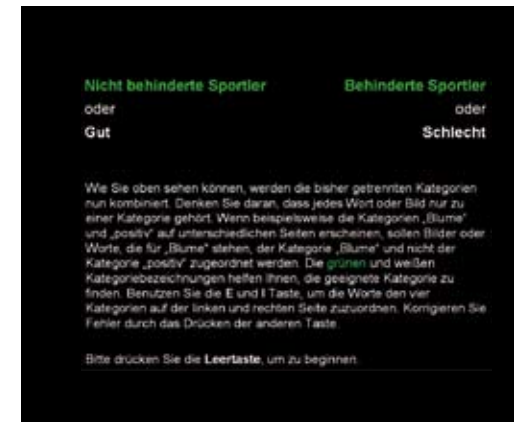 Nicht behinderte Sportler Behinderte Sportler
oder oder
Gut Schlecht
Wie Sie oben sehen können, werden die bisher getrennten Kategorien
nun kombiniert. Denken Sie daran, dass jedes Wort oder Bild nur zu
einer Kategorie gehört. Wenn beispielsweise die Kategorien „Blume“
und „positiv“ auf unterschiedlichen Seiten erscheinen, sollen Bilder oder
Worte, die für „Blume“ stehen, der Kategorie „Blume“ und nicht der
Kategorie „positiv“ zugeordnet werden. Die grünen und weißen
Kategoriebezeichnungen helfen Ihnen, die geeignete Kategorie zu
finden. Benutzen Sie die E und I Taste, um die Worte den vier
Kategorien auf der linken und rechten Seite zuzuordnen. Korrigieren Sie
Fehler durch das Drücken der anderen Taste.
Bitte drücken Sie die Leertaste, um zu beginnen.